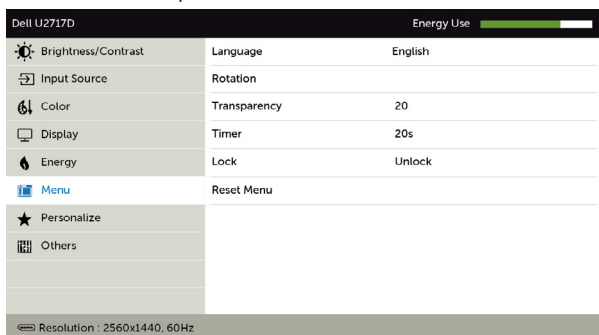 Dell U2717D Energy Use
Brightness/Contrast Language English
Input Source Rotation
Color Transparency 20
Display Timer 20s
Energy Lock Unlock
Menu Reset Menu
Personalize
Others
Resolution : 2560x1440, 60Hz